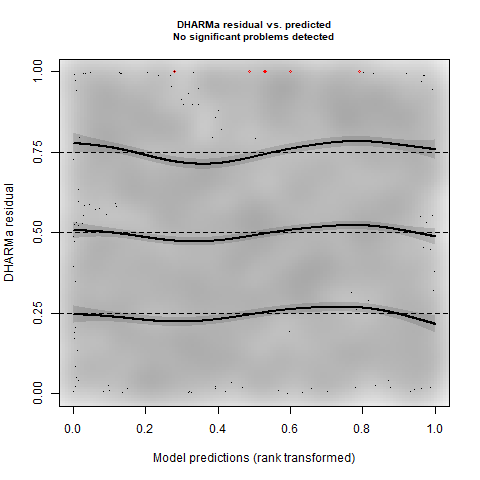 DHARMa residual vs. predicted
No significant problems detected
1.00
0.75
0.50
0.25
0.00
DHARMa residual
0.0 0.2 0.4 0.6 0.8 1.0
Model predictions (rank transformed)